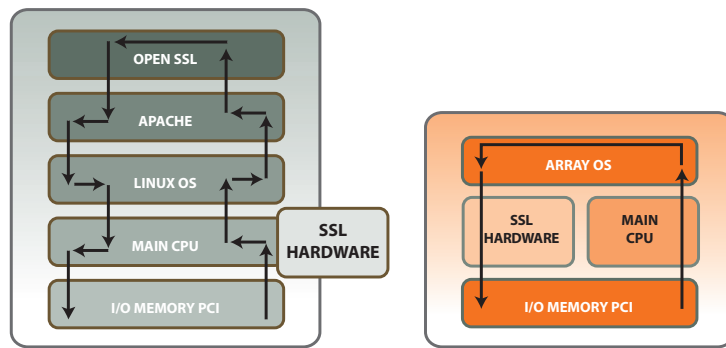 OPEN SSL
APACHE
LINUX OS
MAIN CPU
SSL
HARDWARE
I/O MEMORY PCI
ARRAY OS
SSL
HARDWARE
MAIN
CPU
I/O MEMORY PCI